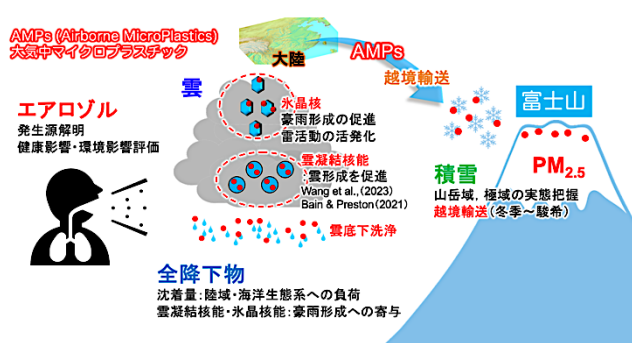 AMPs (Airborne MicroPlastics)
大気中マイクロプラスチック
大陸
AMPs
越境輸送
雲
氷晶核
豪雨形成の促進
雷活動の活発化
雲凝結核能
:雲形成を促進
Wang et al.,(2023)
Bain & Preston(2021)
雲底下洗浄
エアロゾル
発生源解明
健康影響・環境影響評価
富士山
PM2.5
積雪
山岳域、極域の実態把握
越境輸送(冬季～駿希)
全降下物
沈着量：陸域・海洋生態系への負荷
雲凝結核能・氷晶核能：豪雨形成への寄与